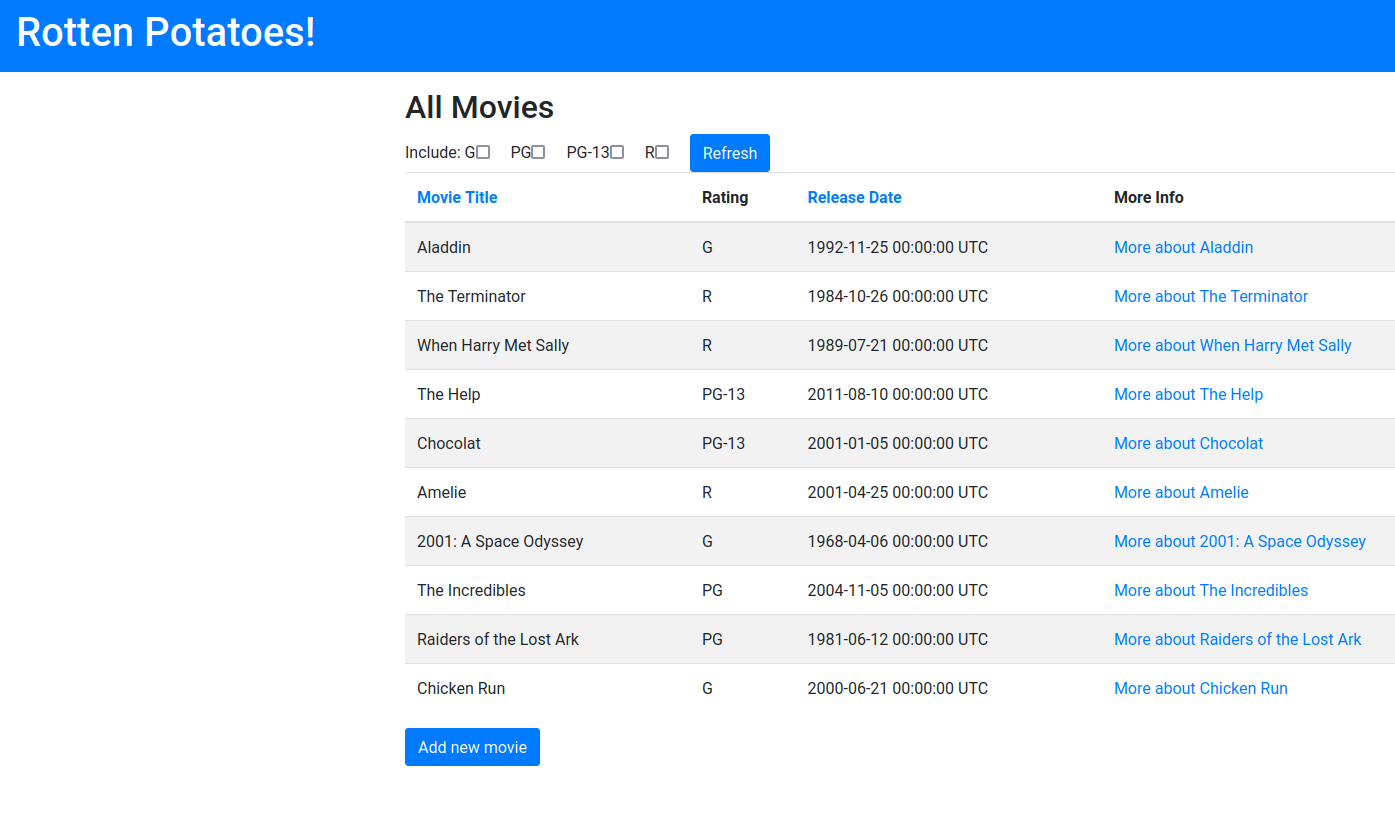 Rotten Potatoes!
All Movies
Include: G PG PG-13 R Refresh
Movie Title Rating Release Date More Info
Aladdin G 1992-11-25 00:00:00 UTC More about Aladdin
The Terminator R 1984-10-26 00:00:00 UTC More about The Terminator
When Harry Met Sally R 1989-07-21 00:00:00 UTC More about When Harry Met Sally
The Help PG-13 2011-08-10 00:00:00 UTC More about The Help
Chocolat PG-13 2001-01-05 00:00:00 UTC More about Chocolat
Amelie R 2001-04-25 00:00:00 UTC More about Amelie
2001: A Space Odyssey G 1968-04-06 00:00:00 UTC More about 2001: A Space Odyssey
The Incredibles PG 2004-11-05 00:00:00 UTC More about The Incredibles
Raiders of the Lost Ark PG 1981-06-12 00:00:00 UTC More about Raiders of the Lost Ark
Chicken Run G 2000-06-21 00:00:00 UTC More about Chicken Run
Add new movie